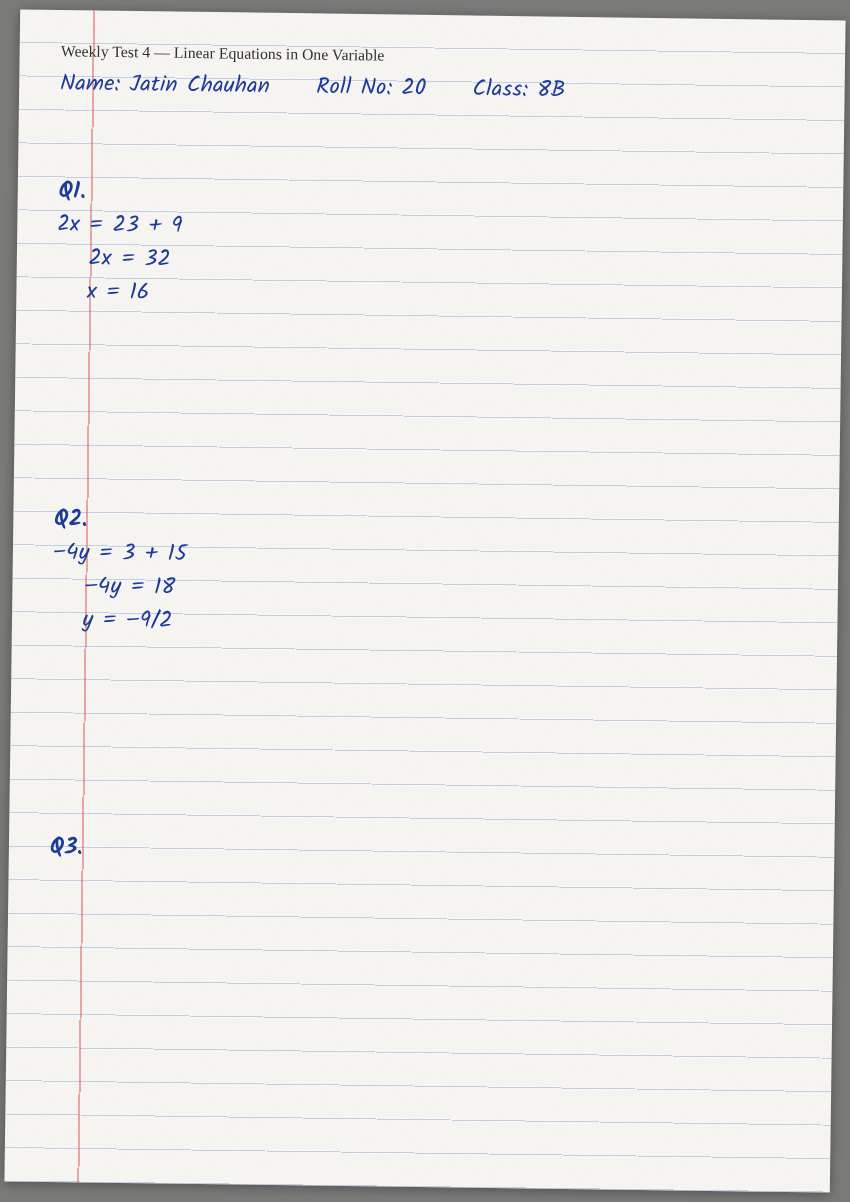 Weekly Test 4 — Linear Equations in One Variable
Name: Jatin Chauhan Roll No: 20 Class: 8B
Q1.
2x = 23 + 9
2x = 32
x = 16
Q2.
-4y = 3 + 15
-4y = 18
y = -9/2
Q3.